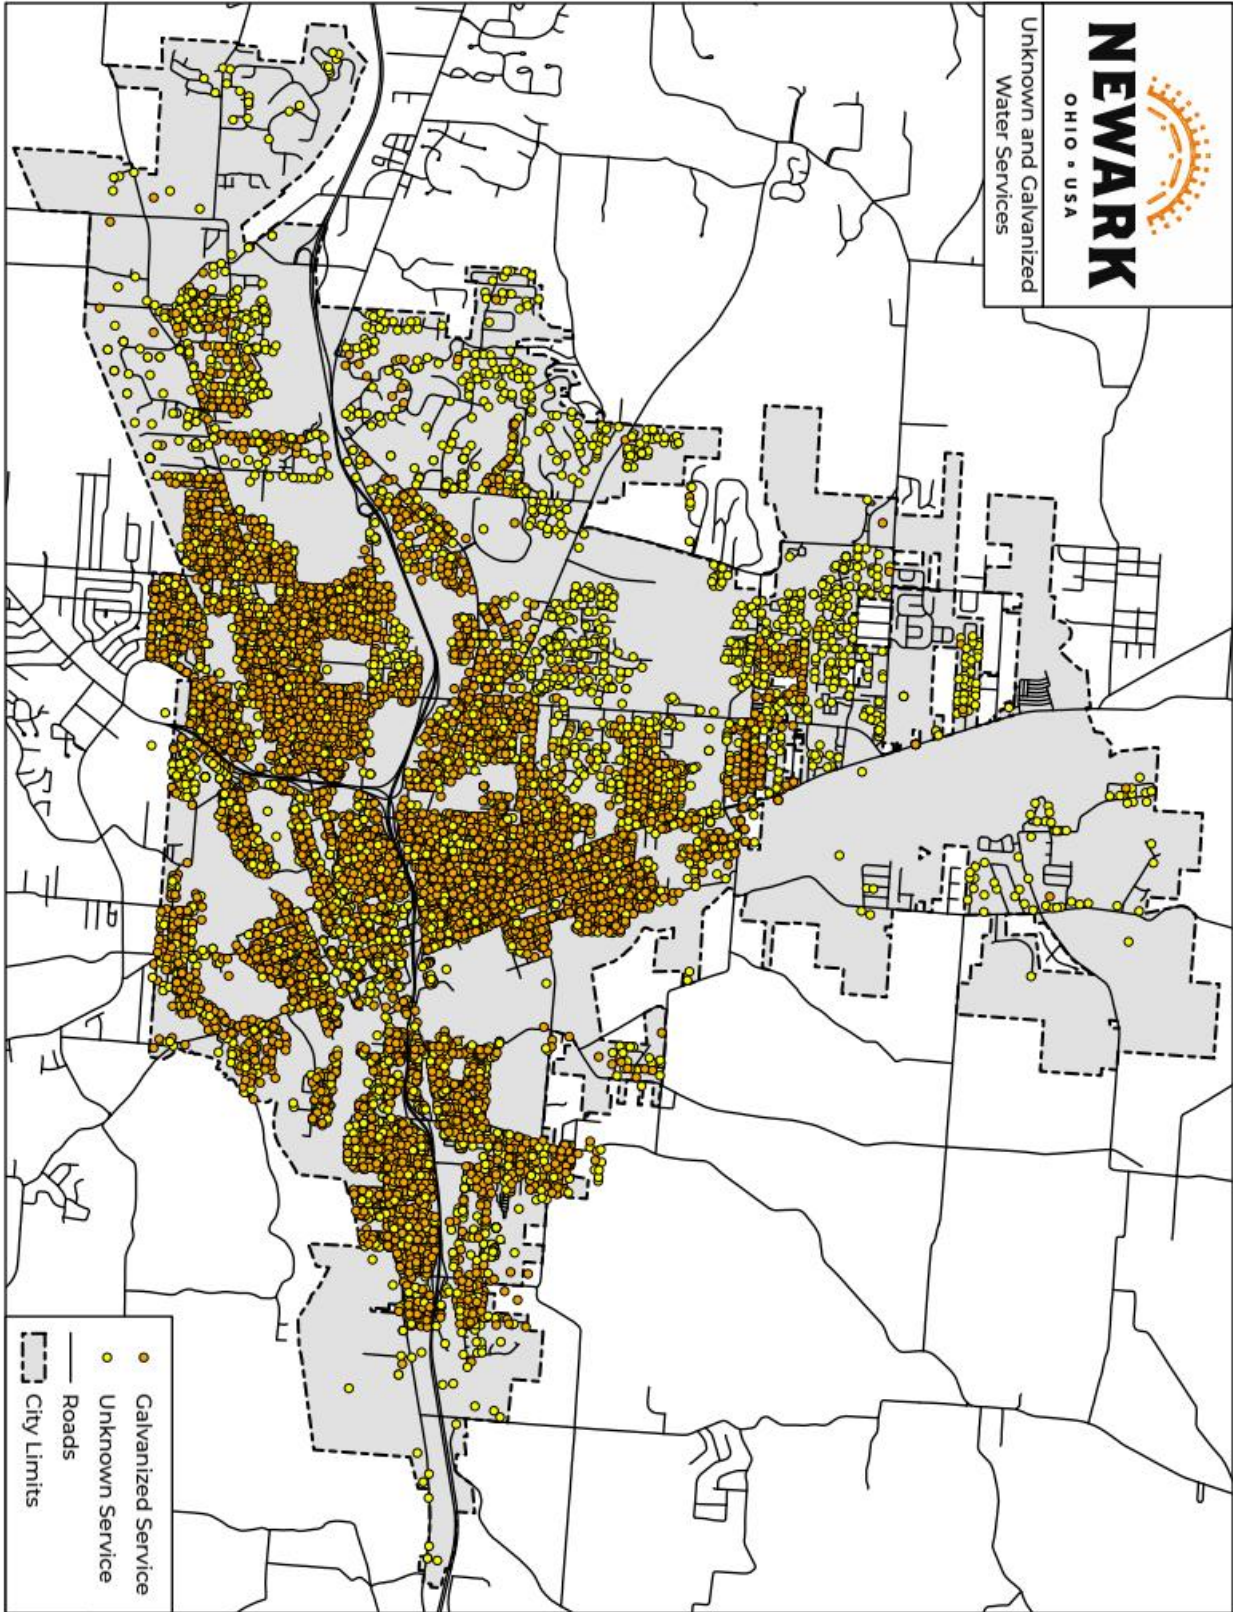 NEWARK
OHIO • USA
Unknown and Galvanized
Water Services
Galvanized Service
Unknown Service
Roads
City Limits